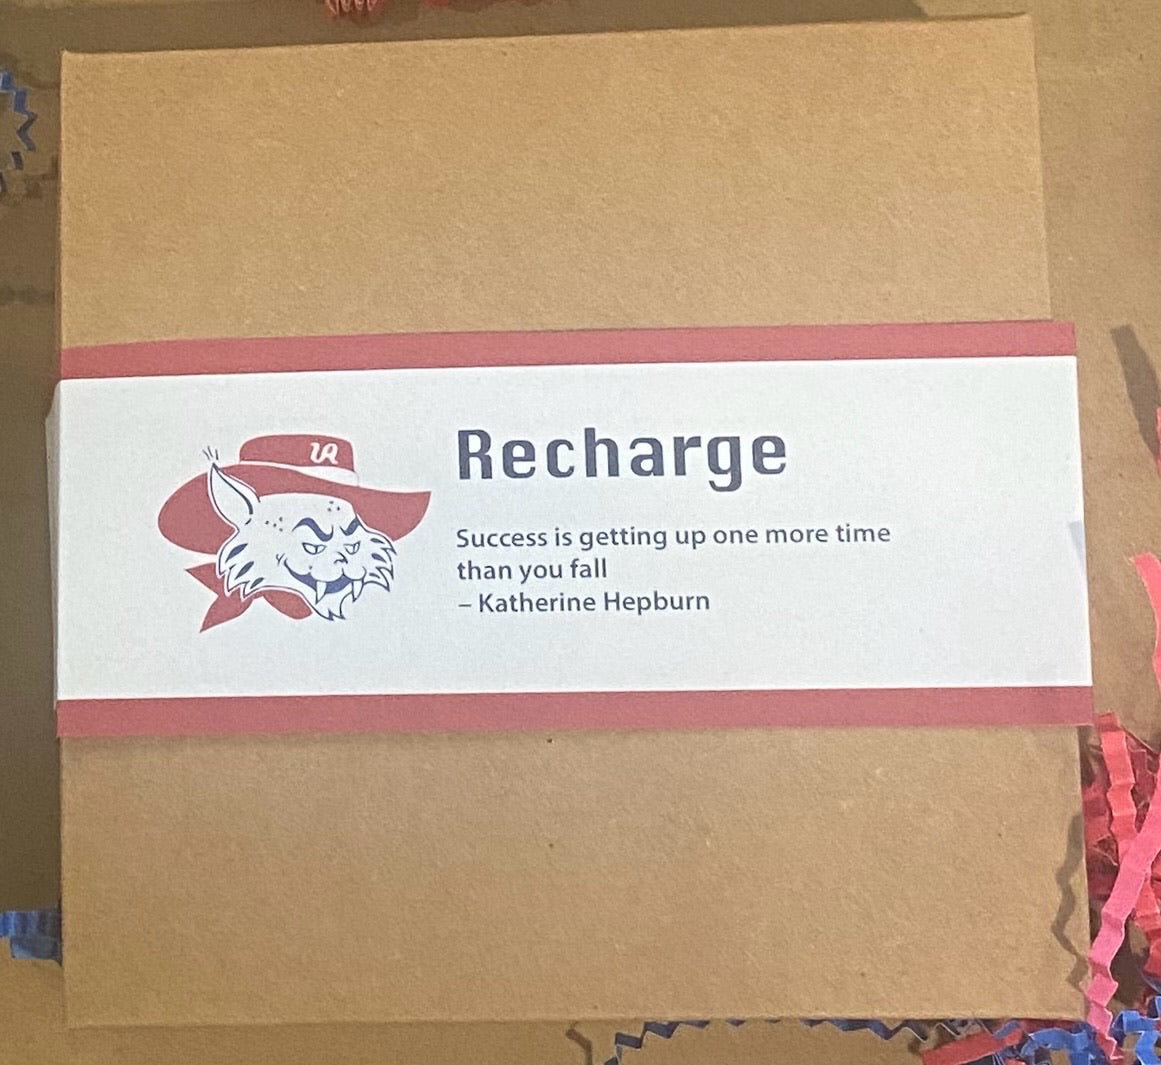 UA
Recharge
Success is getting up one more time
than you fall
– Katherine Hepburn